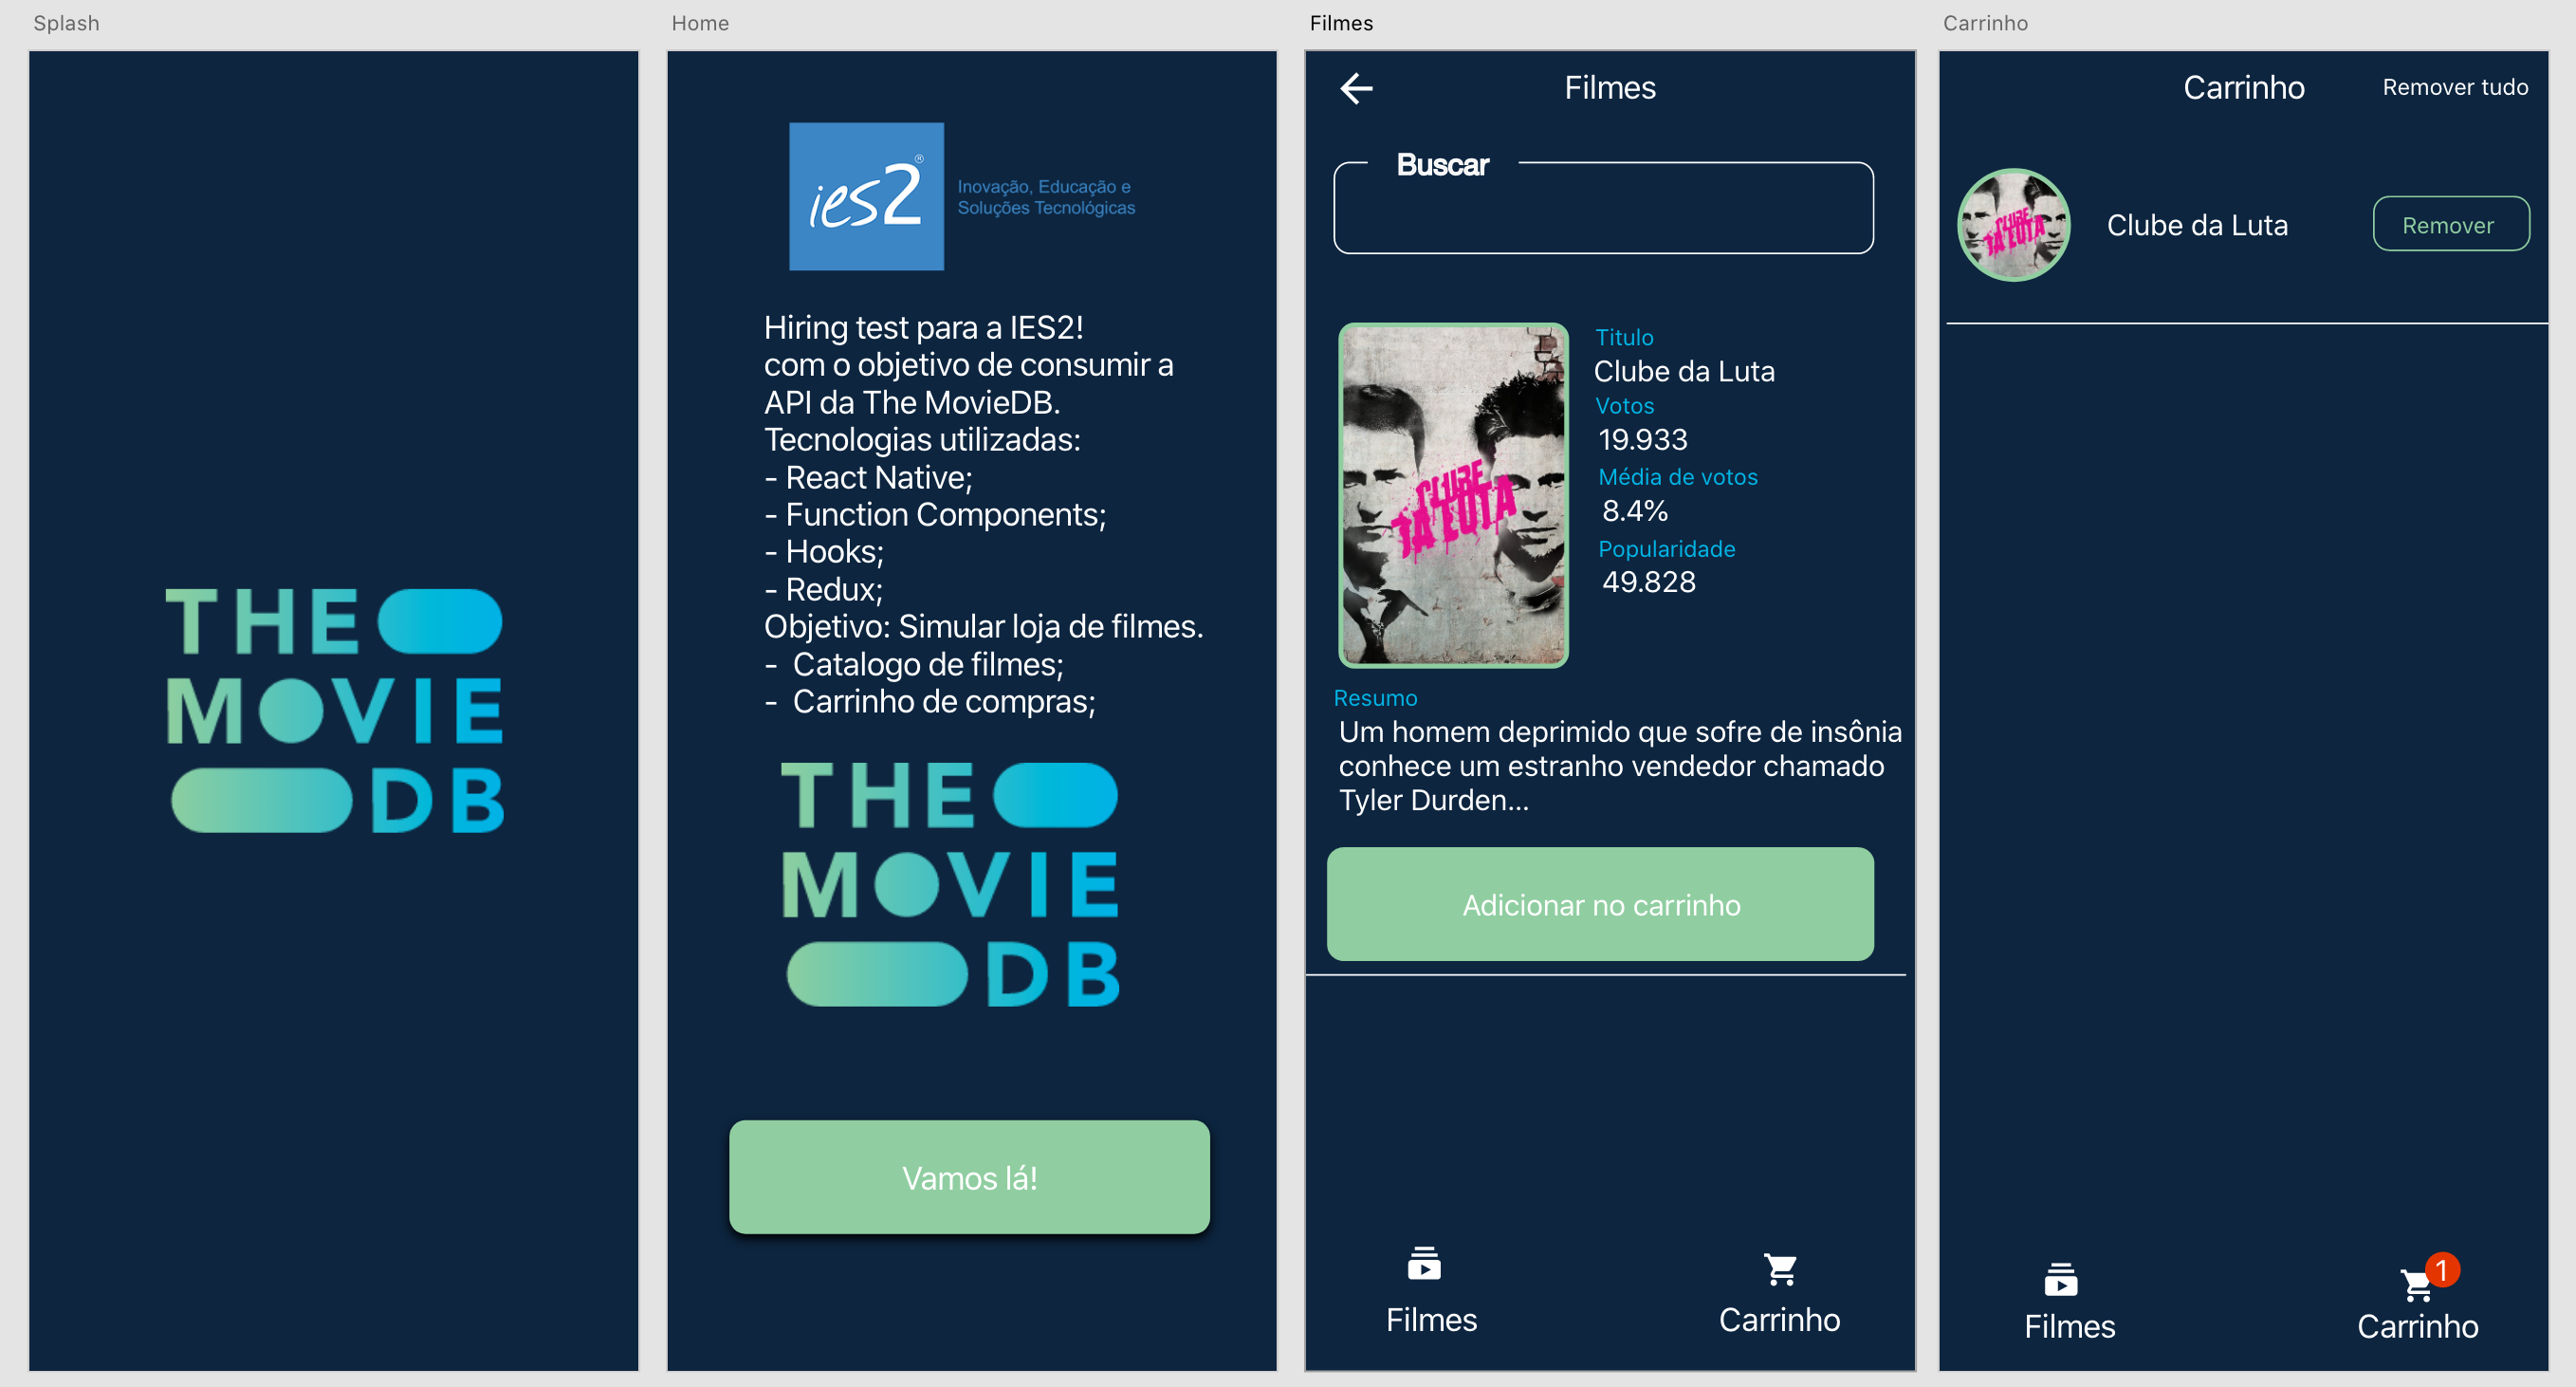 Splash
THE
MOVIE
DB
Home
ies2®
Inovação, Educação e
Soluções Tecnológicas
Hiring test para a IES2!
com o objetivo de consumir a
API da The MovieDB.
Tecnologias utilizadas:
- React Native;
- Function Components;
- Hooks;
- Redux;
Objetivo: Simular loja de filmes.
- Catalogo de filmes;
- Carrinho de compras;
THE
MOVIE
DB
Vamos lá!
Filmes
Filmes
Buscar
CLUBE
DA LUTA
Titulo
Clube da Luta
Votos
19.933
Média de votos
8.4%
Popularidade
49.828
Resumo
Um homem deprimido que sofre de insônia
conhece um estranho vendedor chamado
Tyler Durden...
Adicionar no carrinho
Filmes
Carrinho
Carrinho
Carrinho
Remover tudo
CLUBE
DA LUTA
Clube da Luta
Remover
Filmes
1
Carrinho